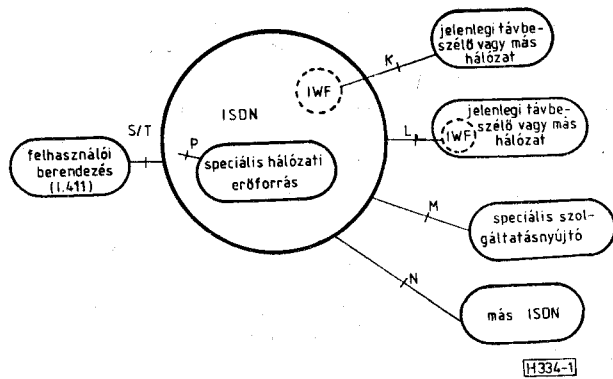 jelenlegi távbe-
szélő vagy más
hálózat
K
IWF
ISDN
S/T
P
felhasználói
berendezés
(I.411)
speciális hálózati
erőforrás
L
IWF
jelenlegi távbe-
szélő vagy más
hálózat
M
speciális szol-
gáltatásnyújtó
N
más ISDN
H334-1